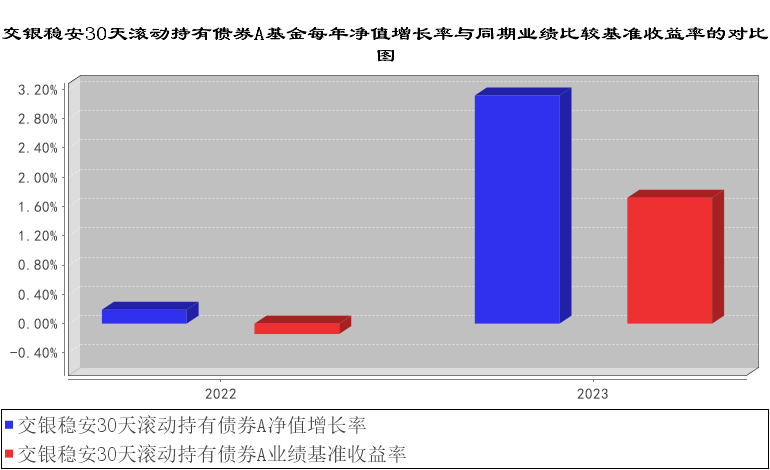 交银稳安30天滚动持有债券A基金每年净值增长率与同期业绩比较基准收益率的对比
图
3.20%
2.80%
2.40%
2.00%
1.60%
1.20%
0.80%
0.40%
0.00%
-0.40%
2022 2023
交银稳安30天滚动持有债券A净值增长率
交银稳安30天滚动持有债券A业绩基准收益率